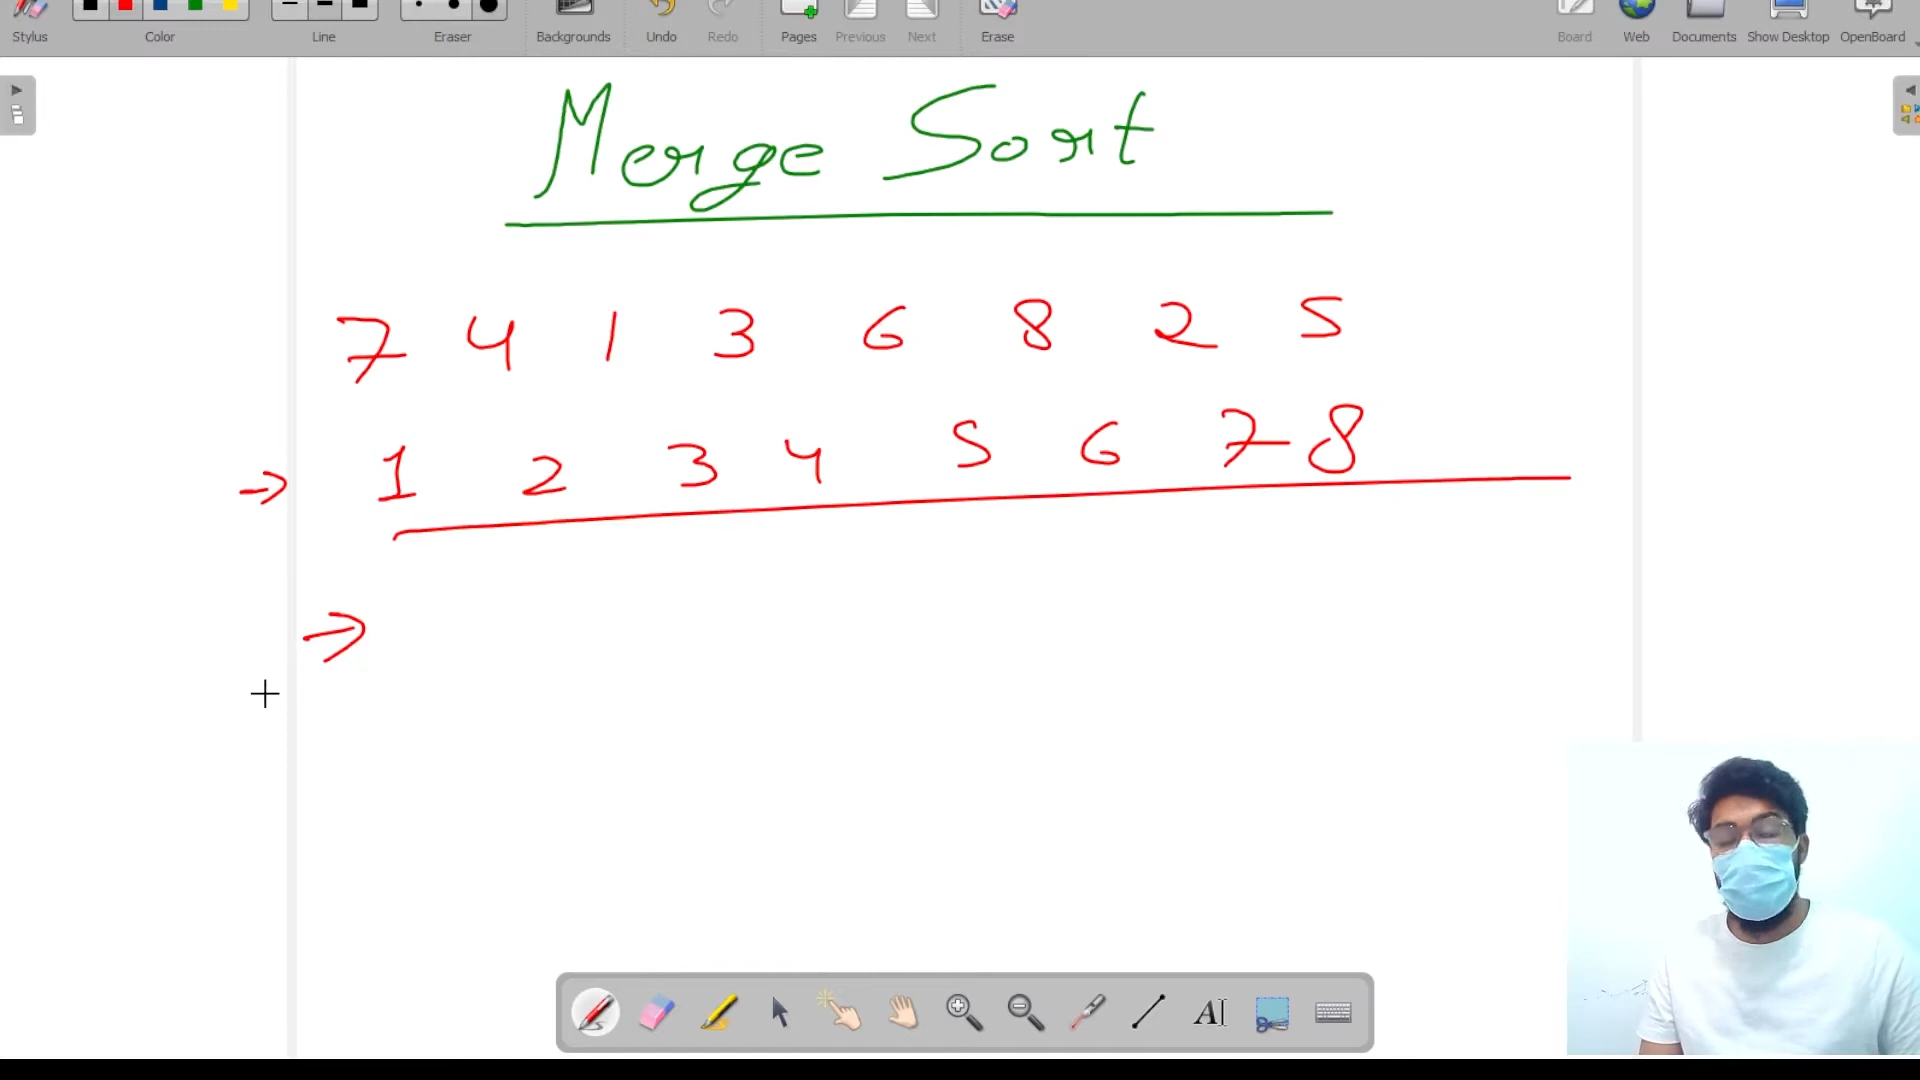 Stylus Color Line Eraser Backgrounds Undo Redo Pages Previous Next Erase Board Web Documents Show Desktop OpenBoard
Merge Sort
7 4 1 3 6 8 2 5
→ 1 2 3 4 5 6 7 8
→
AI